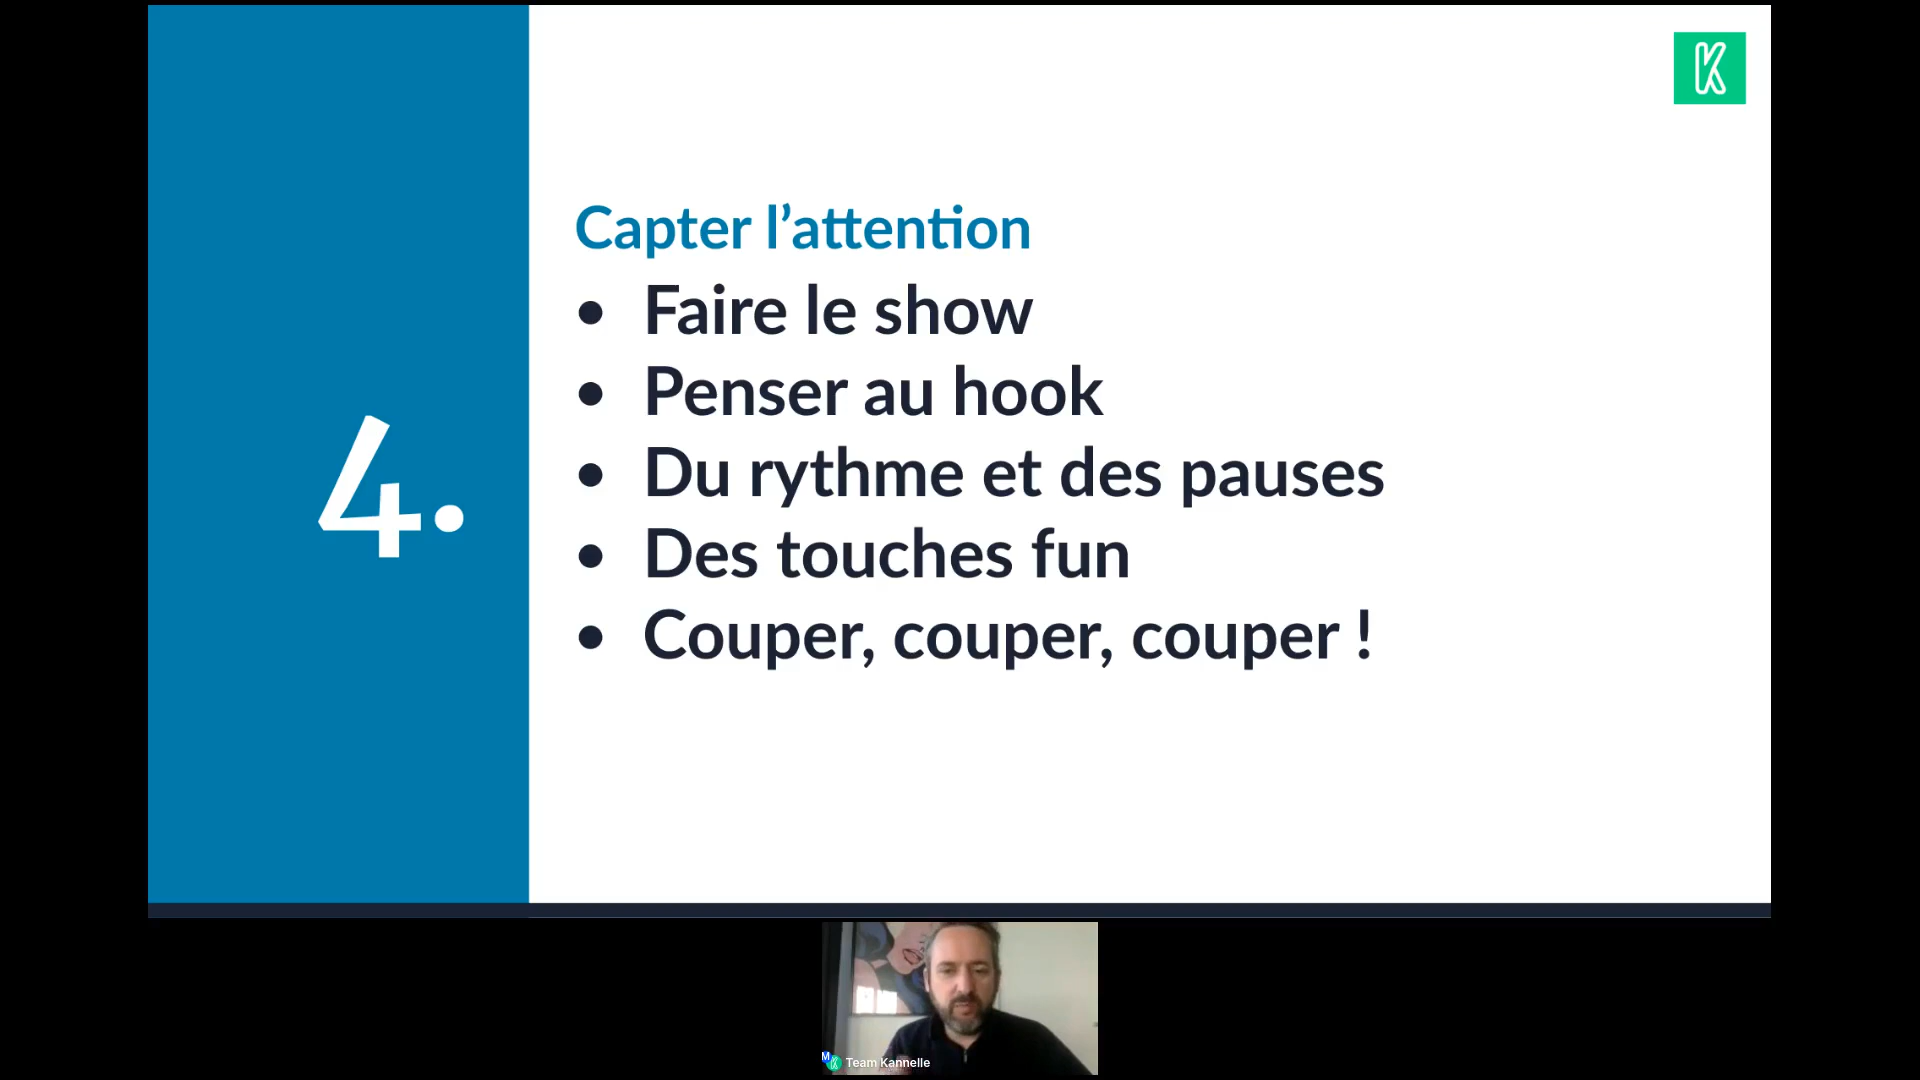 K
4.
Capter l’attention
• Faire le show
• Penser au hook
• Du rythme et des pauses
• Des touches fun
• Couper, couper, couper !
M
K
Team Kannelle